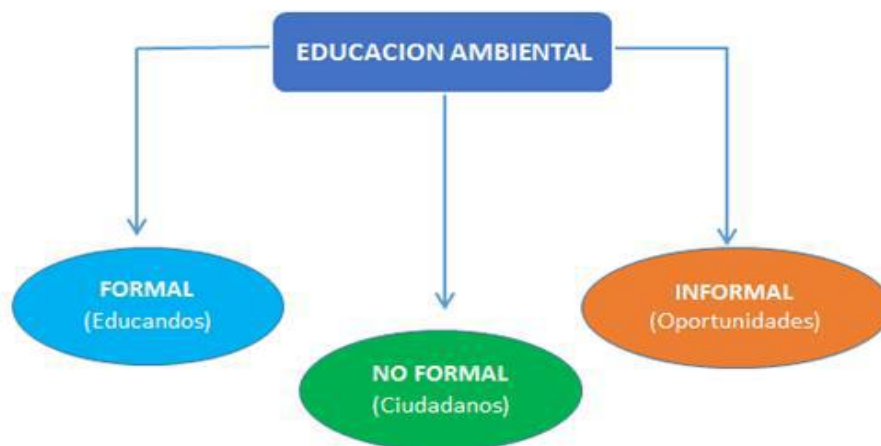 EDUCACION AMBIENTAL
FORMAL
(Educandos)
INFORMAL
(Oportunidades)
NO FORMAL
(Ciudadanos)